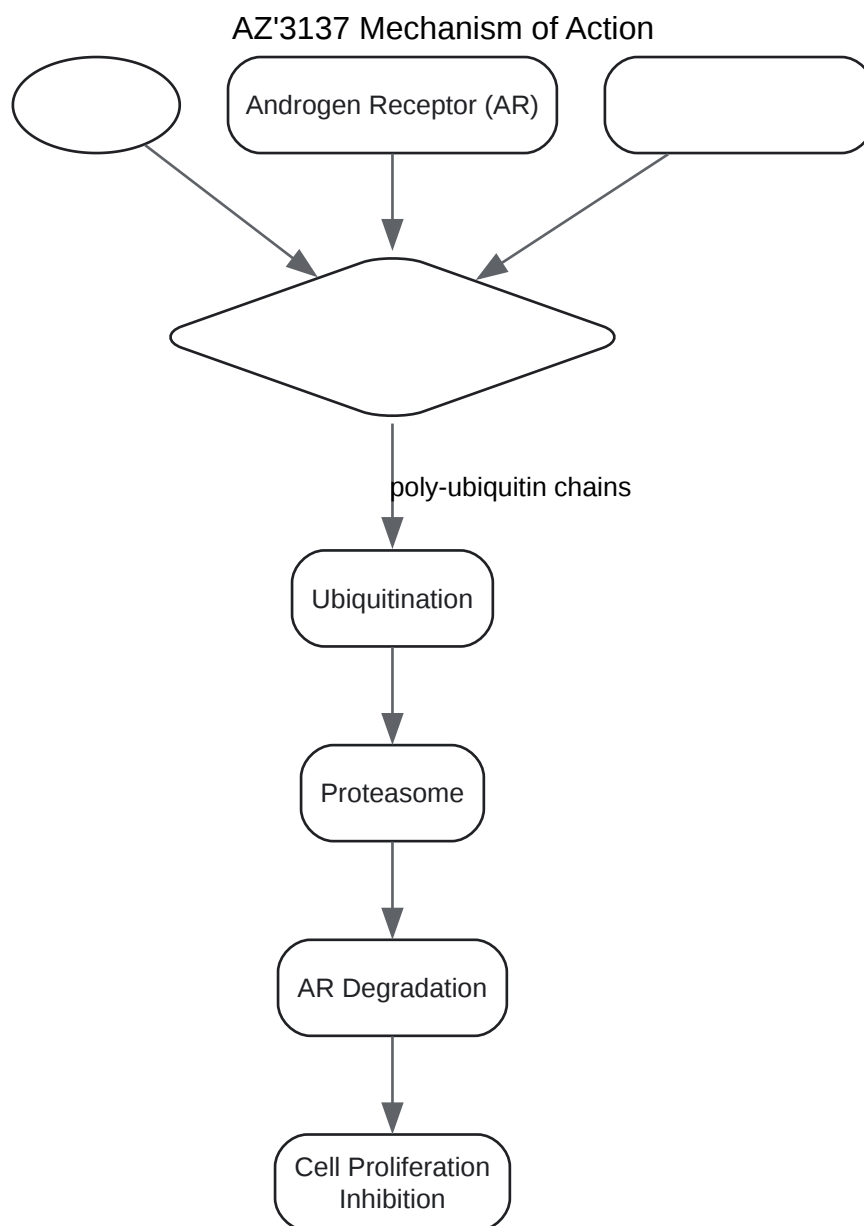 AZ'3137 Mechanism of Action
Androgen Receptor (AR)
poly-ubiquitin chains
Ubiquitination
Proteasome
AR Degradation
Cell Proliferation
Inhibition